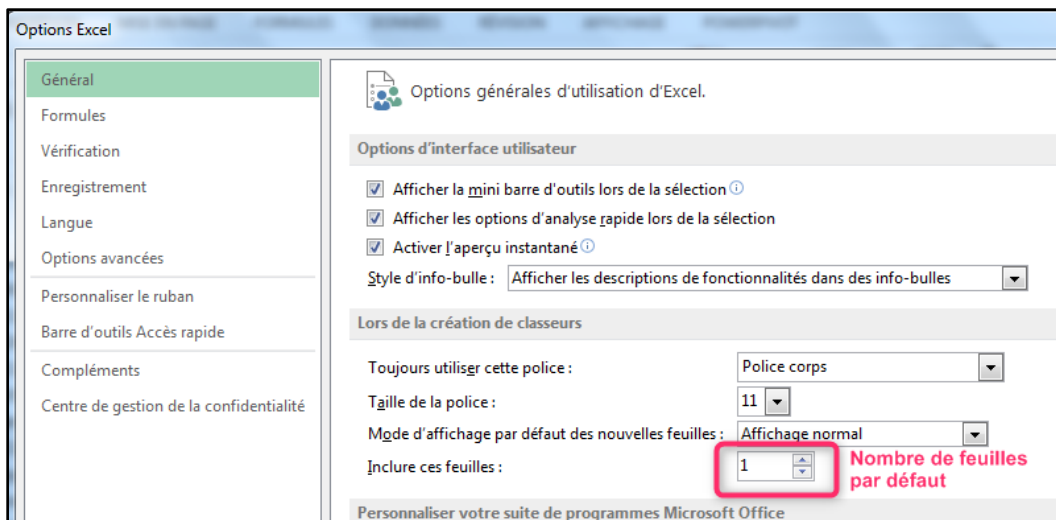 FORMULES DONNÉES RÉVISION AFFICHAGE POWERPIVOT
Options Excel
Général
Formules
Vérification
Enregistrement
Langue
Options avancées
Personnaliser le ruban
Barre d'outils Accès rapide
Compléments
Centre de gestion de la confidentialité
Options générales d'utilisation d'Excel.
Options d'interface utilisateur
Afficher la mini barre d'outils lors de la sélection
Afficher les options d'analyse rapide lors de la sélection
Activer l'aperçu instantané
Style d'info-bulle : Afficher les descriptions de fonctionnalités dans des info-bulles
Lors de la création de classeurs
Toujours utiliser cette police : Police corps
Taille de la police : 11
Mode d'affichage par défaut des nouvelles feuilles : Affichage normal
Inclure ces feuilles : 1
Nombre de feuilles
par défaut
Personnaliser votre suite de programmes Microsoft Office